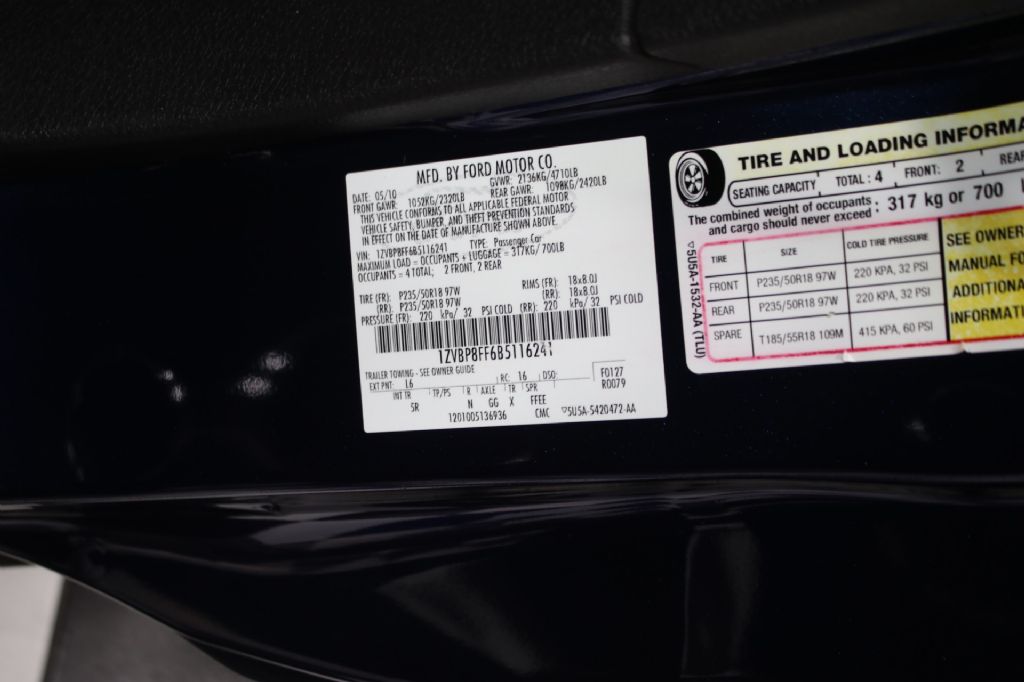 MFD. BY FORD MOTOR CO.
DATE: 05/10 GVWR: 2136KG/4710LB
FRONT GAWR: 1052KG/2320LB REAR GAWR: 1098KG/2420LB
THIS VEHICLE CONFORMS TO ALL APPLICABLE FEDERAL MOTOR
VEHICLE SAFETY, BUMPER, AND THEFT PREVENTION STANDARDS
IN EFFECT ON THE DATE OF MANUFACTURE SHOWN ABOVE.
VIN: 1ZVBP8FF6B5116241 TYPE: Passenger Car
MAXIMUM LOAD = OCCUPANTS + LUGGAGE = 317KG/700LB
OCCUPANTS = 4 TOTAL; 2 FRONT, 2 REAR
TIRE (FR): P235/50R18 97W RIMS (FR): 18x8.0J
(RR): P235/50R18 97W (RR): 18x8.0J
PRESSURE (FR): 220 kPa/ 32 PSI COLD (RR): 220 kPa/ 32 PSI COLD
1ZVBP8FF6B5116241
TRAILER TOWING - SEE OWNER GUIDE F0127
EXT PNT: L6 RC: 16 DSO: R0079
INT TR TP/PS R AXLE TR SPR
5R N GG X FFEE
1201005136936 CMC ▽5U5A-5420472-AA
TIRE AND LOADING INFORMA
SEATING CAPACITY TOTAL : 4 FRONT: 2 REAR
The combined weight of occupants
and cargo should never exceed : 317 kg or 700
▽5U5A-1532-AA (TLU)
TIRE SIZE COLD TIRE PRESSURE
FRONT P235/50R18 97W 220 KPA, 32 PSI
REAR P235/50R18 97W 220 KPA, 32 PSI
SPARE T185/55R18 109M 415 KPA, 60 PSI
SEE OWNER
MANUAL FO
ADDITIONA
INFORMATI